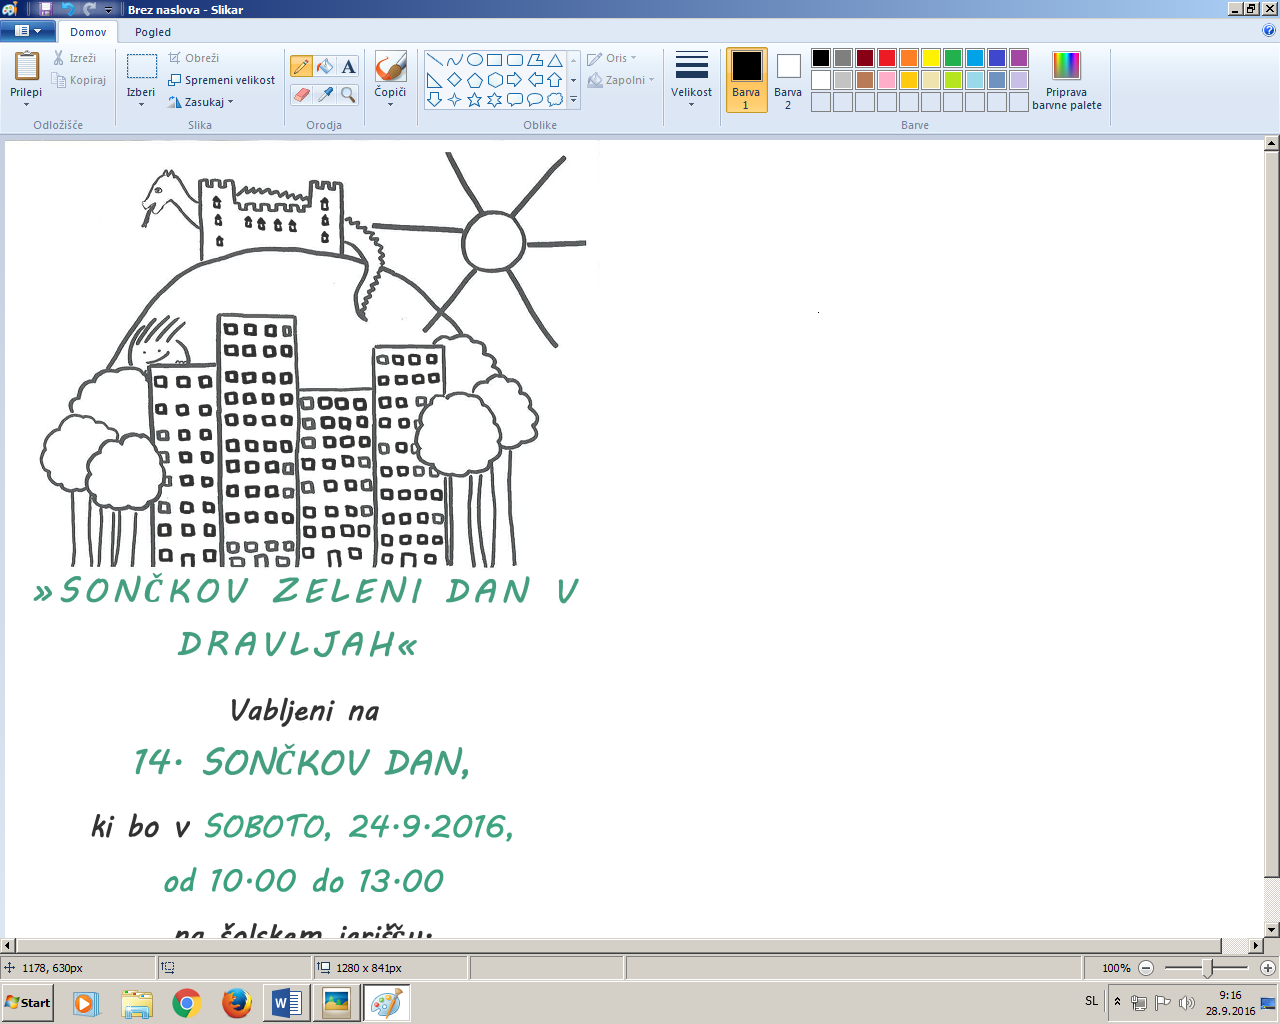 Brez naslova - Slikar
Domov Pogled
Prilepi
Izreži
Kopiraj
Odložišče
Izberi
Obreži
Spremeni velikost
Zasukaj
Slika
A
Orodja
Čopiči
Oris
Zapolni
Oblike
Velikost
Barva 1
Barva 2
Barve
Priprava barvne palete
»SONČKOV ZELENI DAN V
DRAVLJAH«
Vabljeni na
14. SONČKOV DAN,
ki bo v SOBOTO, 24.9.2016,
od 10.00 do 13.00
na šolskem igrišču.
1178, 630px
1280 x 841px
100%
Start
SL
9:16
28.9.2016